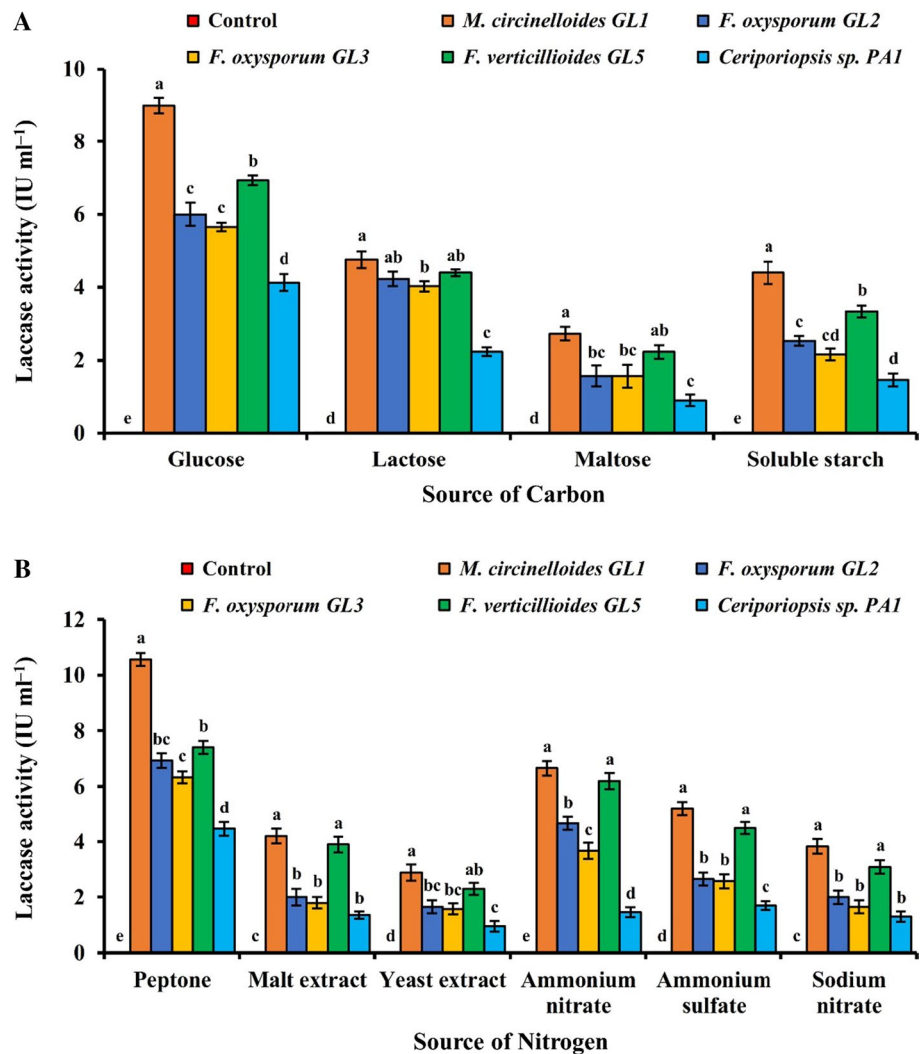 A
Control
M. circinelloides GL1
F. oxysporum GL2
F. oxysporum GL3
F. verticillioides GL5
Ceriporiopsis sp. PA1
Laccase activity (IU ml⁻¹)
10
8
6
4
2
0
e a c c b d
d a ab b ab c
d a bc bc ab c
e a c cd b d
Glucose
Lactose
Maltose
Soluble starch
Source of Carbon
B
Control
M. circinelloides GL1
F. oxysporum GL2
F. oxysporum GL3
F. verticillioides GL5
Ceriporiopsis sp. PA1
Laccase activity (IU ml⁻¹)
12
10
8
6
4
2
0
e a bc c b d
c a b b a b
d a bc bc ab c
e a b c a d
d a b b a c
c a b b a b
Peptone
Malt extract
Yeast extract
Ammonium
nitrate
Ammonium
sulfate
Sodium
nitrate
Source of Nitrogen